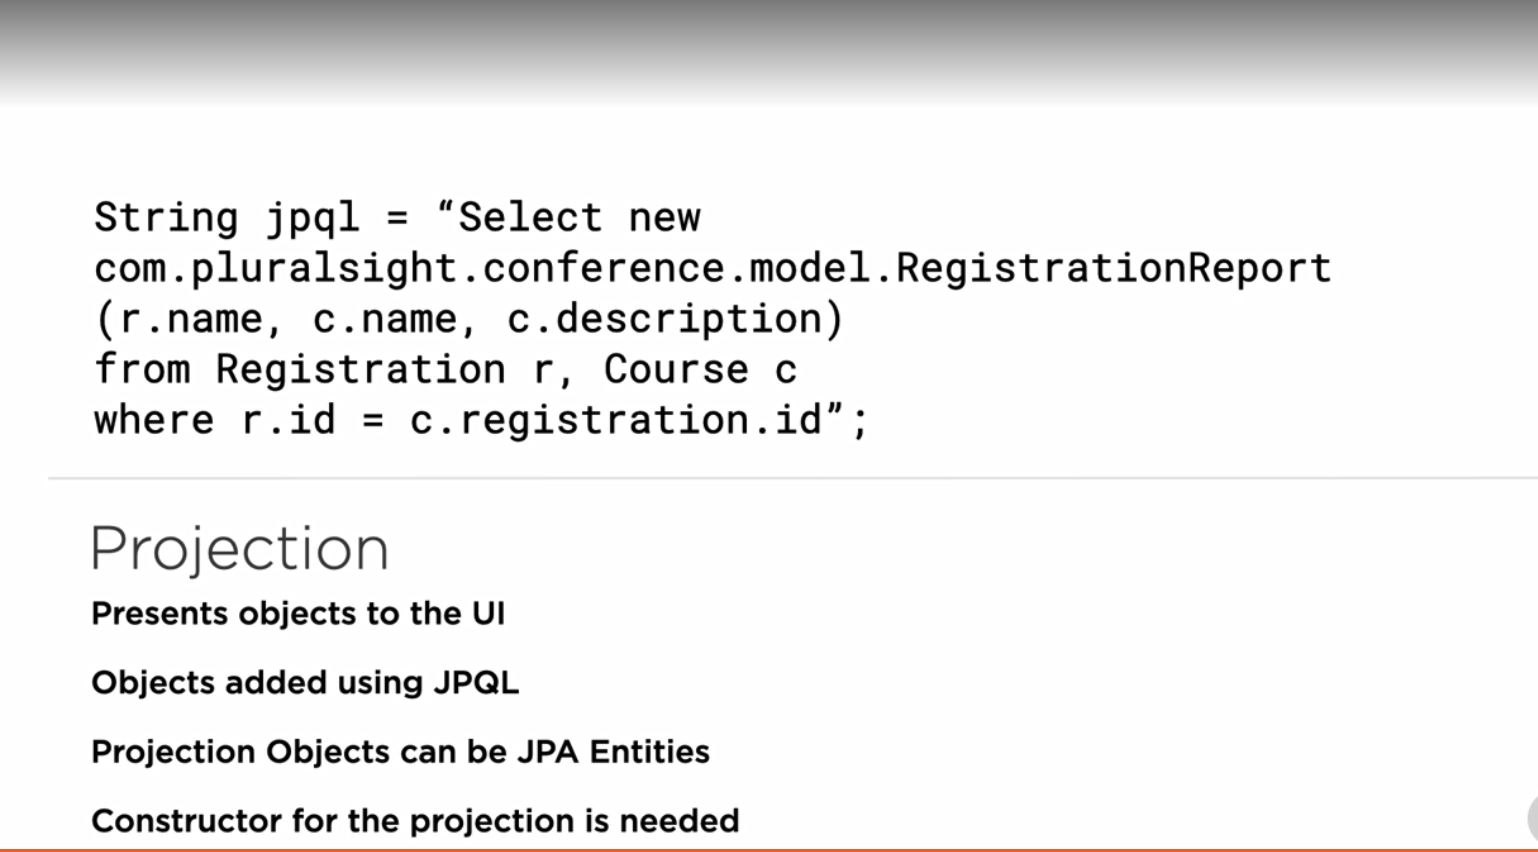 String jpql = “Select new
com.pluralsight.conference.model.RegistrationReport
(r.name, c.name, c.description)
from Registration r, Course c
where r.id = c.registration.id”;
Projection
Presents objects to the UI
Objects added using JPQL
Projection Objects can be JPA Entities
Constructor for the projection is needed